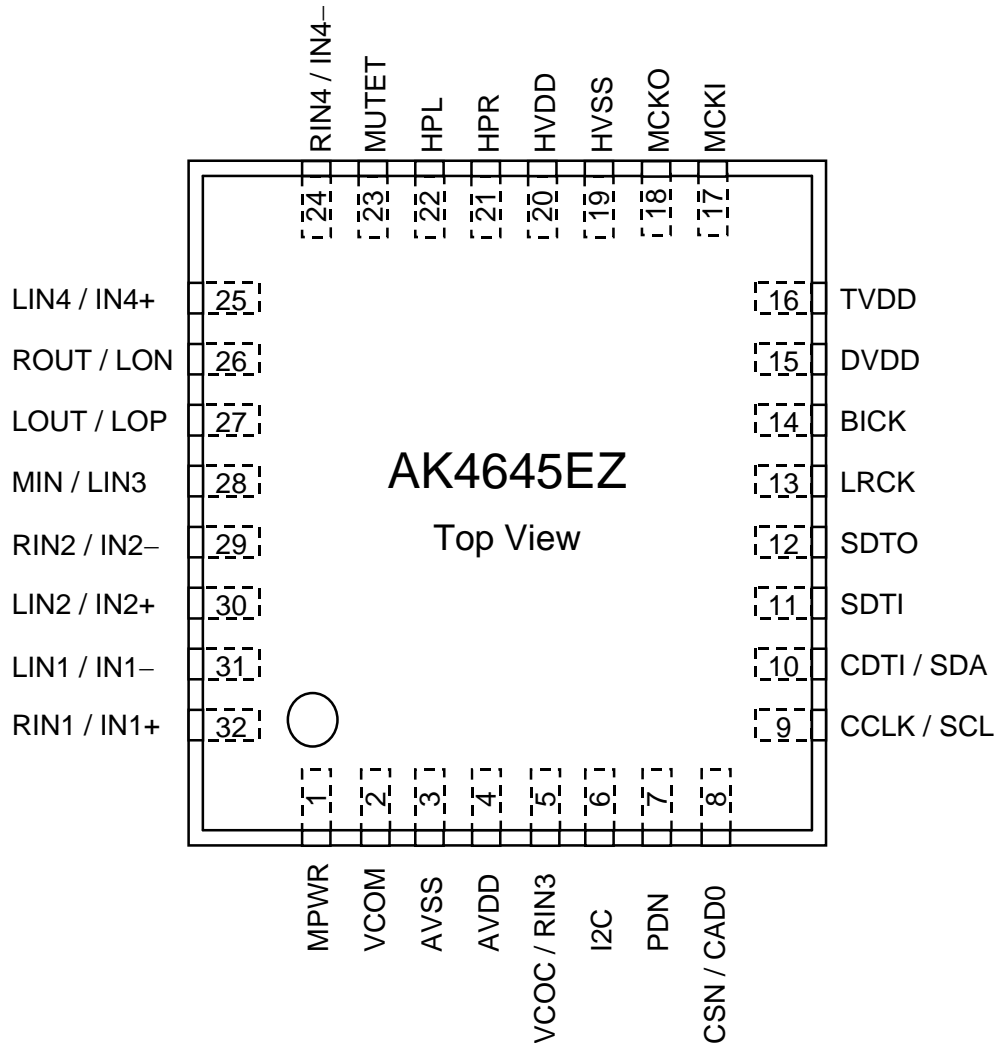 RIN4 / IN4−
MUTET
HPL
HPR
HVDD
HVSS
MCKO
MCKI
24
23
22
21
20
19
18
17
LIN4 / IN4+ 25
ROUT / LON 26
LOUT / LOP 27
MIN / LIN3 28
RIN2 / IN2− 29
LIN2 / IN2+ 30
LIN1 / IN1− 31
RIN1 / IN1+ 32
AK4645EZ
Top View
16 TVDD
15 DVDD
14 BICK
13 LRCK
12 SDTO
11 SDTI
10 CDTI / SDA
9 CCLK / SCL
1
2
3
4
5
6
7
8
MPWR
VCOM
AVSS
AVDD
VCOC / RIN3
I2C
PDN
CSN / CAD0